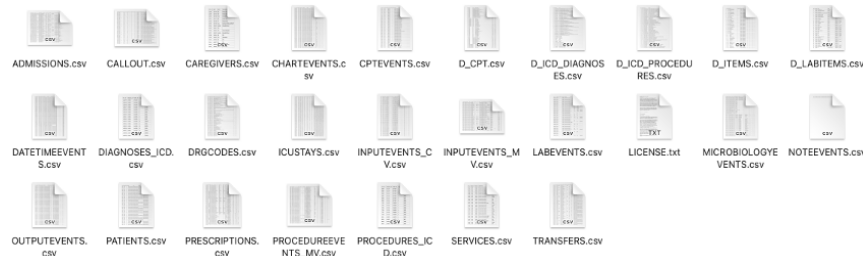 ADMISSIONS.csv
CALLOUT.csv
CAREGIVERS.csv
CHARTEVENTS.c
sv
CPTEVENTS.csv
D_CPT.csv
D_ICD_DIAGNOS
ES.csv
D_ICD_PROCEDU
RES.csv
D_ITEMS.csv
D_LABITEMS.csv
DATETIMEEVENT
S.csv
DIAGNOSES_ICD.
csv
DRGCODES.csv
ICUSTAYS.csv
INPUTEVENTS_C
V.csv
INPUTEVENTS_M
V.csv
LABEVENTS.csv
LICENSE.txt
MICROBIOLOGYE
VENTS.csv
NOTEEVENTS.csv
OUTPUTEVENTS.
csv
PATIENTS.csv
PRESCRIPTIONS.
csv
PROCEDUREEVE
NTS_MV.csv
PROCEDURES_IC
D.csv
SERVICES.csv
TRANSFERS.csv